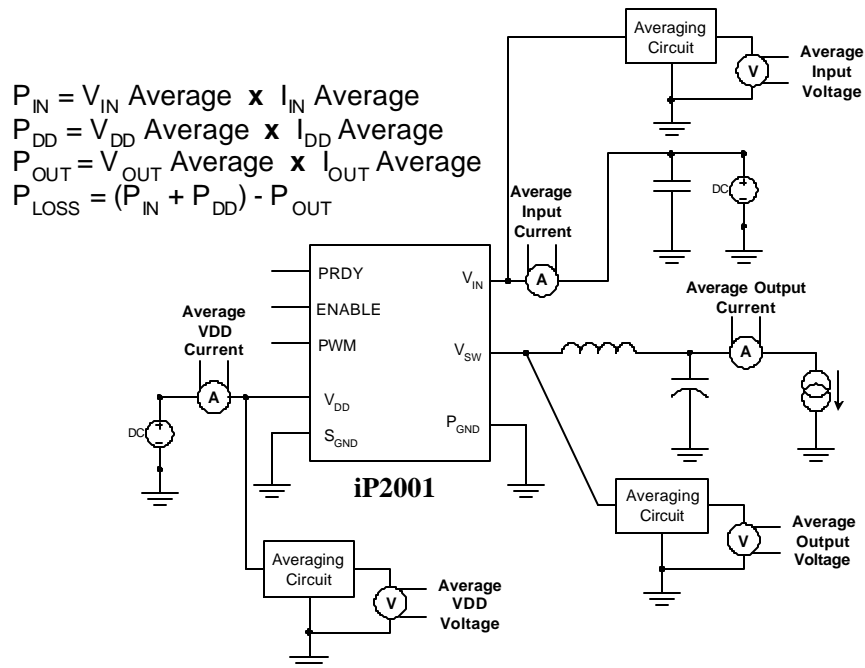 P_IN = V_IN Average x I_IN Average
P_DD = V_DD Average x I_DD Average
P_OUT = V_OUT Average x I_OUT Average
P_LOSS = (P_IN + P_DD) - P_OUT
Averaging
Circuit
V
Average
Input
Voltage
Average
Input
Current
A
DC
PRDY
ENABLE
PWM
V_DD
S_GND
V_IN
V_SW
P_GND
iP2001
Average
VDD
Current
A
DC
Average Output
Current
A
Averaging
Circuit
V
Average
Output
Voltage
Averaging
Circuit
V
Average
VDD
Voltage